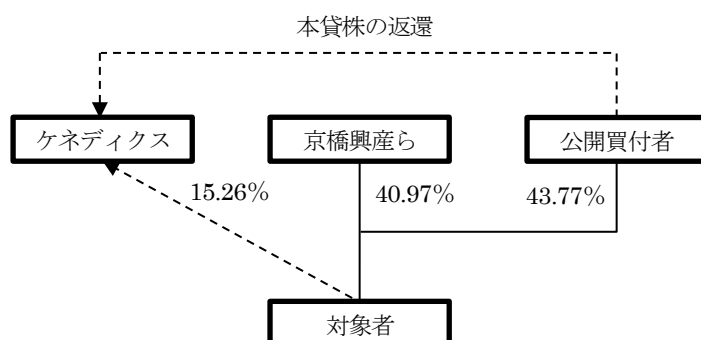 本貸株の返還
ケネディクス
京橋興産ら
公開買付者
15.26%
40.97%
43.77%
対象者